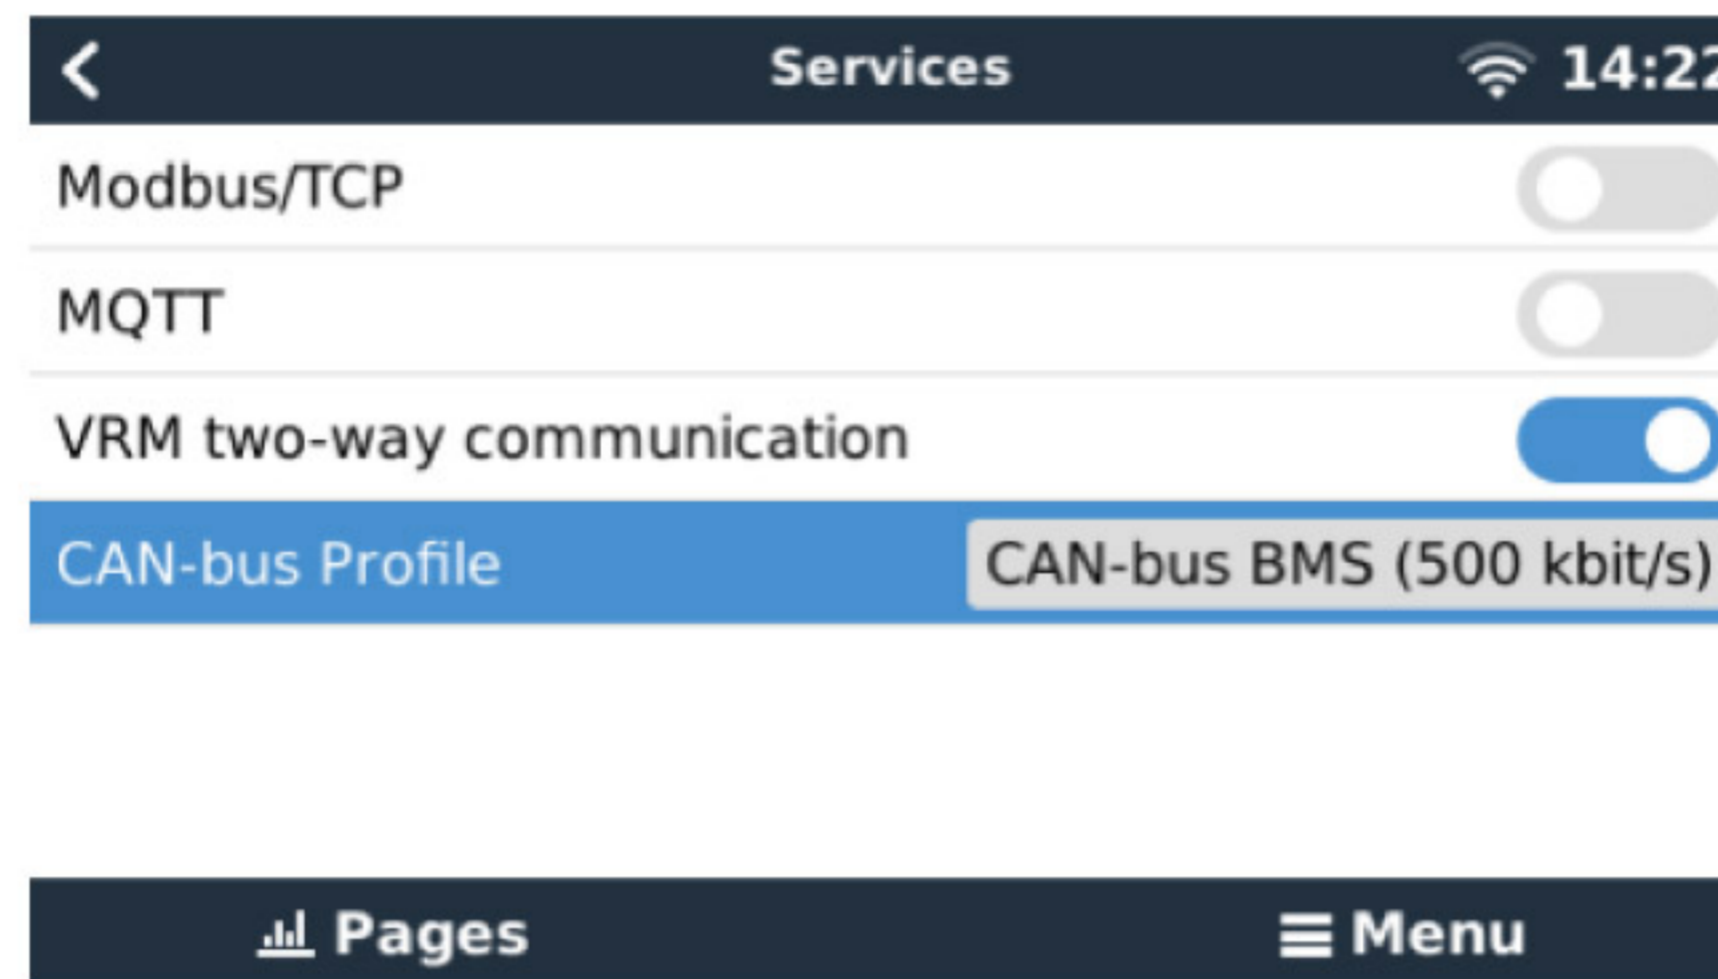 Services 14:22
Modbus/TCP
MQTT
VRM two-way communication
CAN-bus Profile CAN-bus BMS (500 kbit/s)
Pages Menu